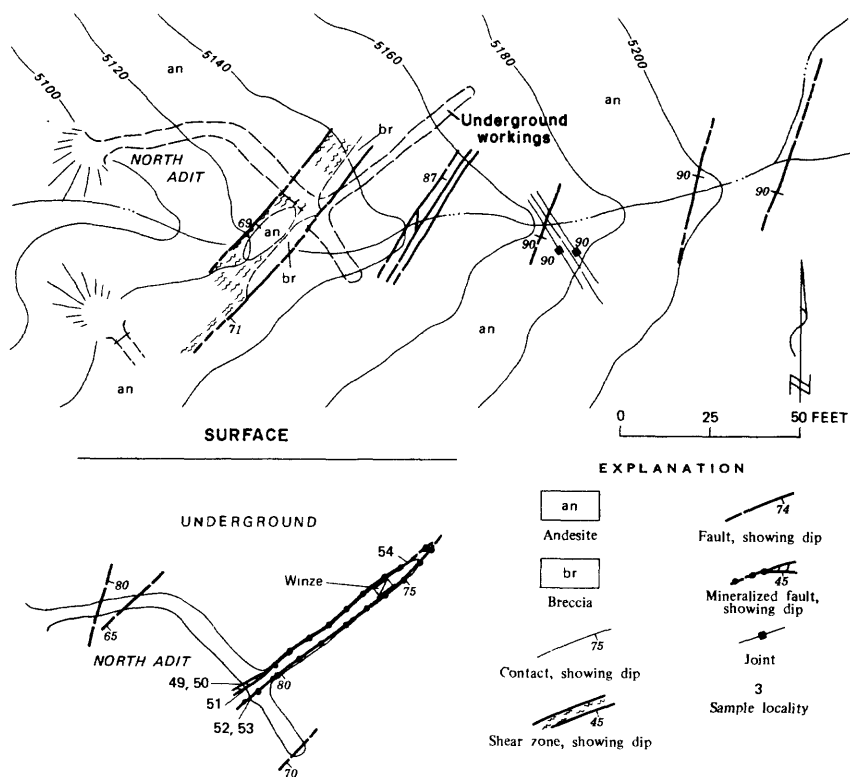 5100
5120
5140
5160
5180
5200
an
an
br
Underground
workings
NORTH
ADIT
87
90
90
69
an
90
90
90
br
71
an
an
0 25 50 FEET
SURFACE
EXPLANATION
UNDERGROUND
an
Andesite
74
Fault, showing dip
54
80
Winze
75
br
Breccia
45
Mineralized fault,
showing dip
65
NORTH ADIT
80
75
Contact, showing dip
Joint
49, 50
51
52, 53
3
Sample locality
45
Shear zone, showing dip
70